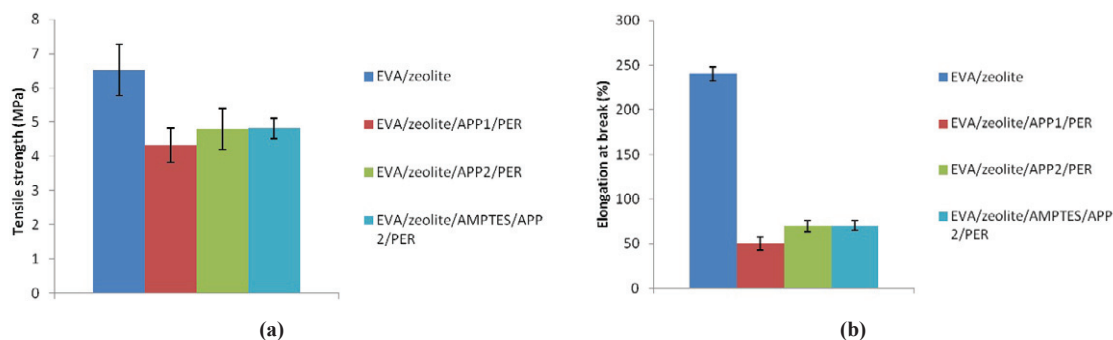 8
7
6
5
4
3
2
1
0
Tensile strength (MPa)
EVA/zeolite
EVA/zeolite/APP1/PER
EVA/zeolite/APP2/PER
EVA/zeolite/AMPTES/APP
2/PER
(a)
300
250
200
150
100
50
0
Elongation at break (%)
EVA/zeolite
EVA/zeolite/APP1/PER
EVA/zeolite/APP2/PER
EVA/zeolite/AMPTES/APP
2/PER
(b)